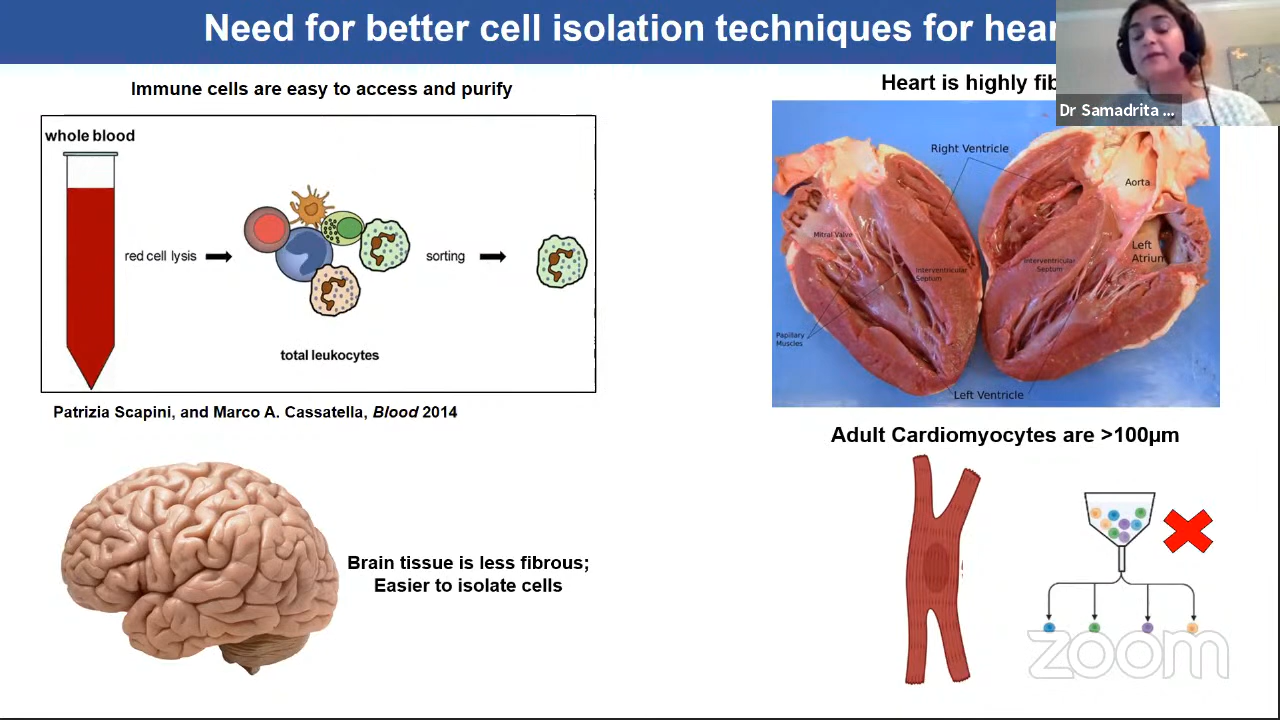 Need for better cell isolation techniques for hear
Dr Samadrita ...
Immune cells are easy to access and purify
whole blood
red cell lysis
sorting
total leukocytes
Patrizia Scapini, and Marco A. Cassatella, Blood 2014
Brain tissue is less fibrous;
Easier to isolate cells
Heart is highly fib
Right Ventricle
Aorta
Mitral Valve
Left
Atrium
Interventricular
Septum
Interventricular
Septum
Papillary
Muscles
Left Ventricle
Adult Cardiomyocytes are >100µm
zoom